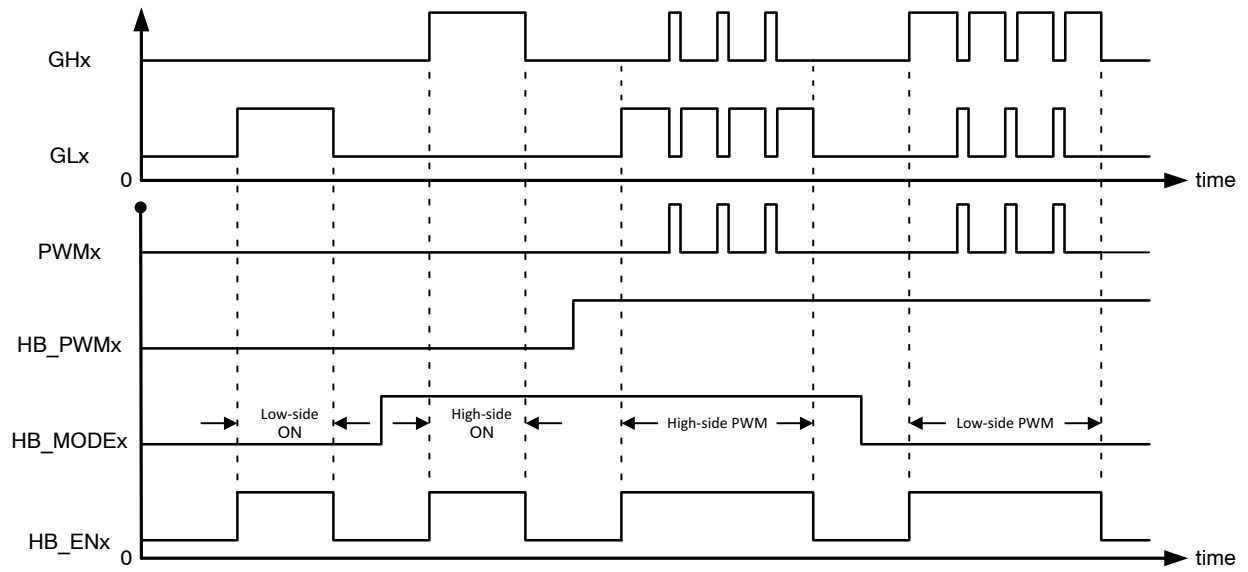 GHx
GLx
0
time
PWMx
HB_PWMx
Low-side
ON
High-side
ON
High-side PWM
Low-side PWM
HB_MODEx
HB_ENx
0
time